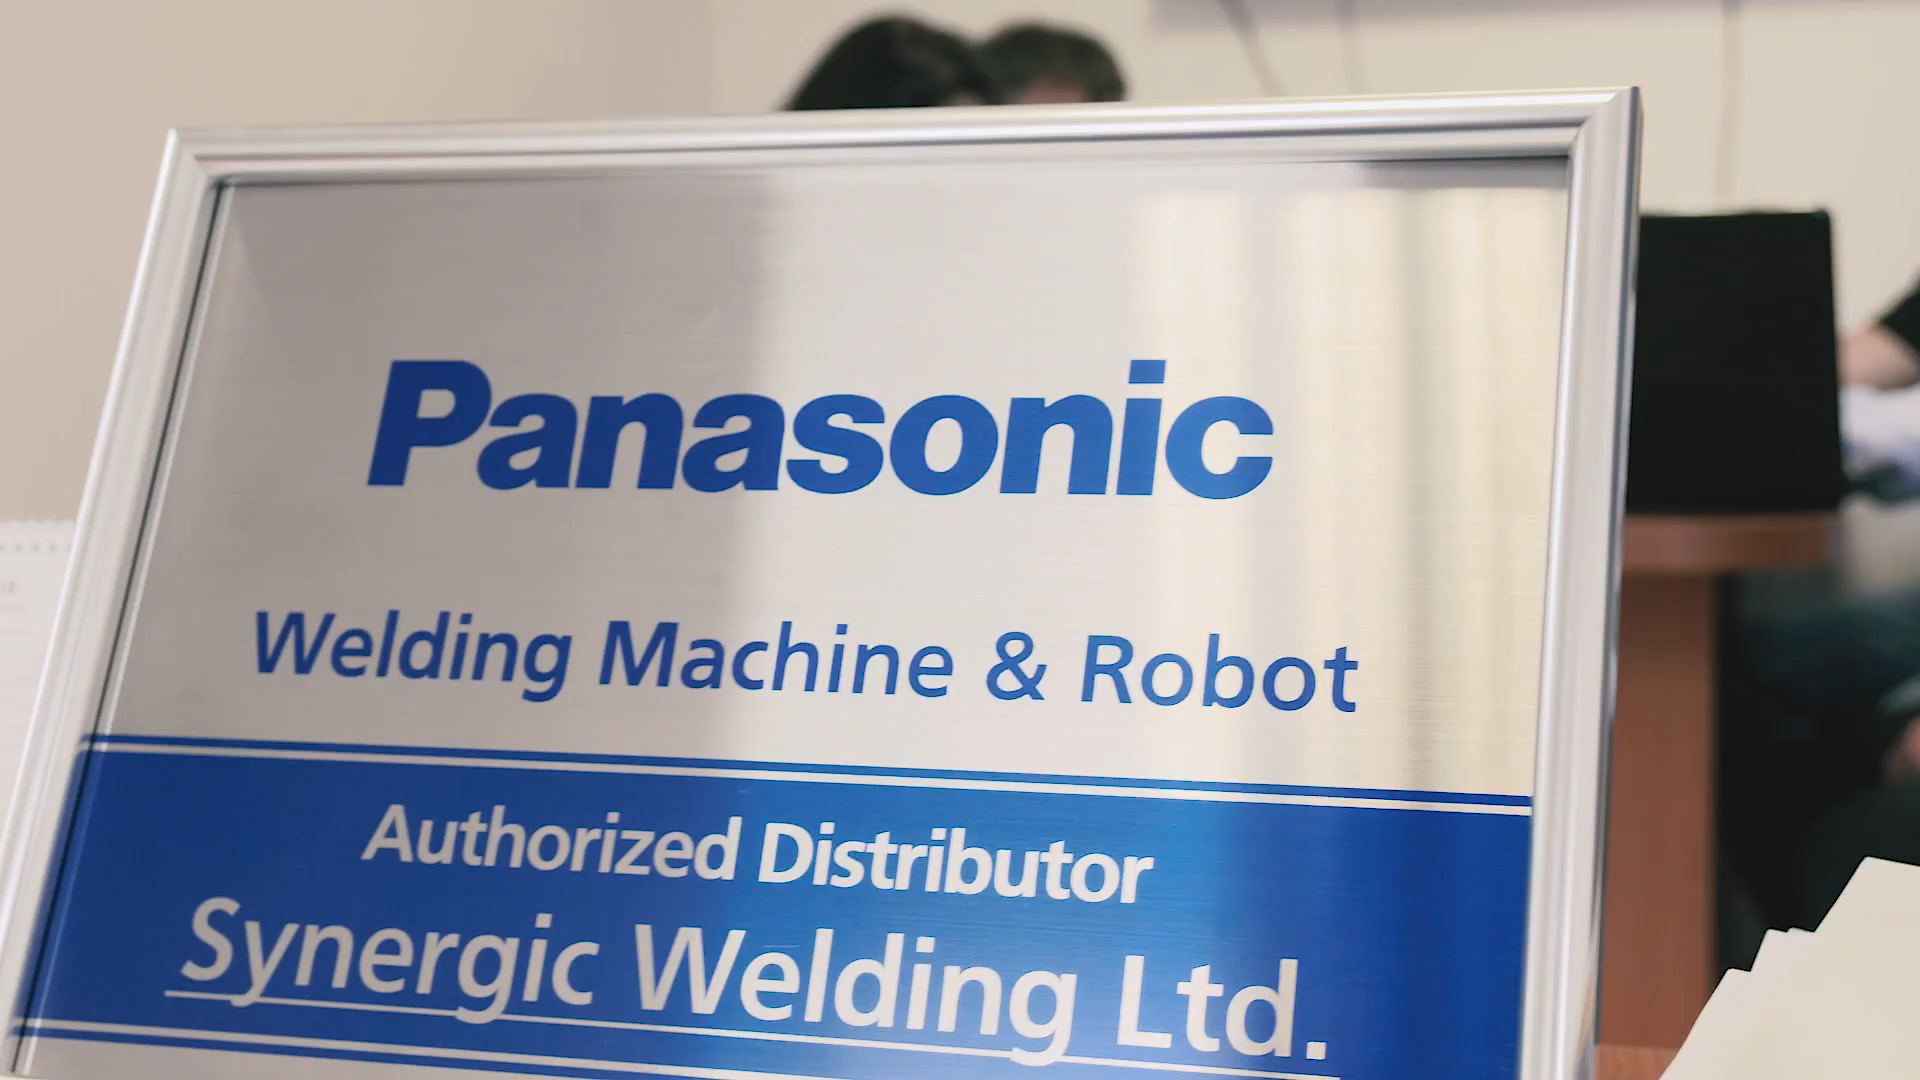 Panasonic
Welding Machine & Robot
Authorized Distributor
Synergic Welding Ltd.